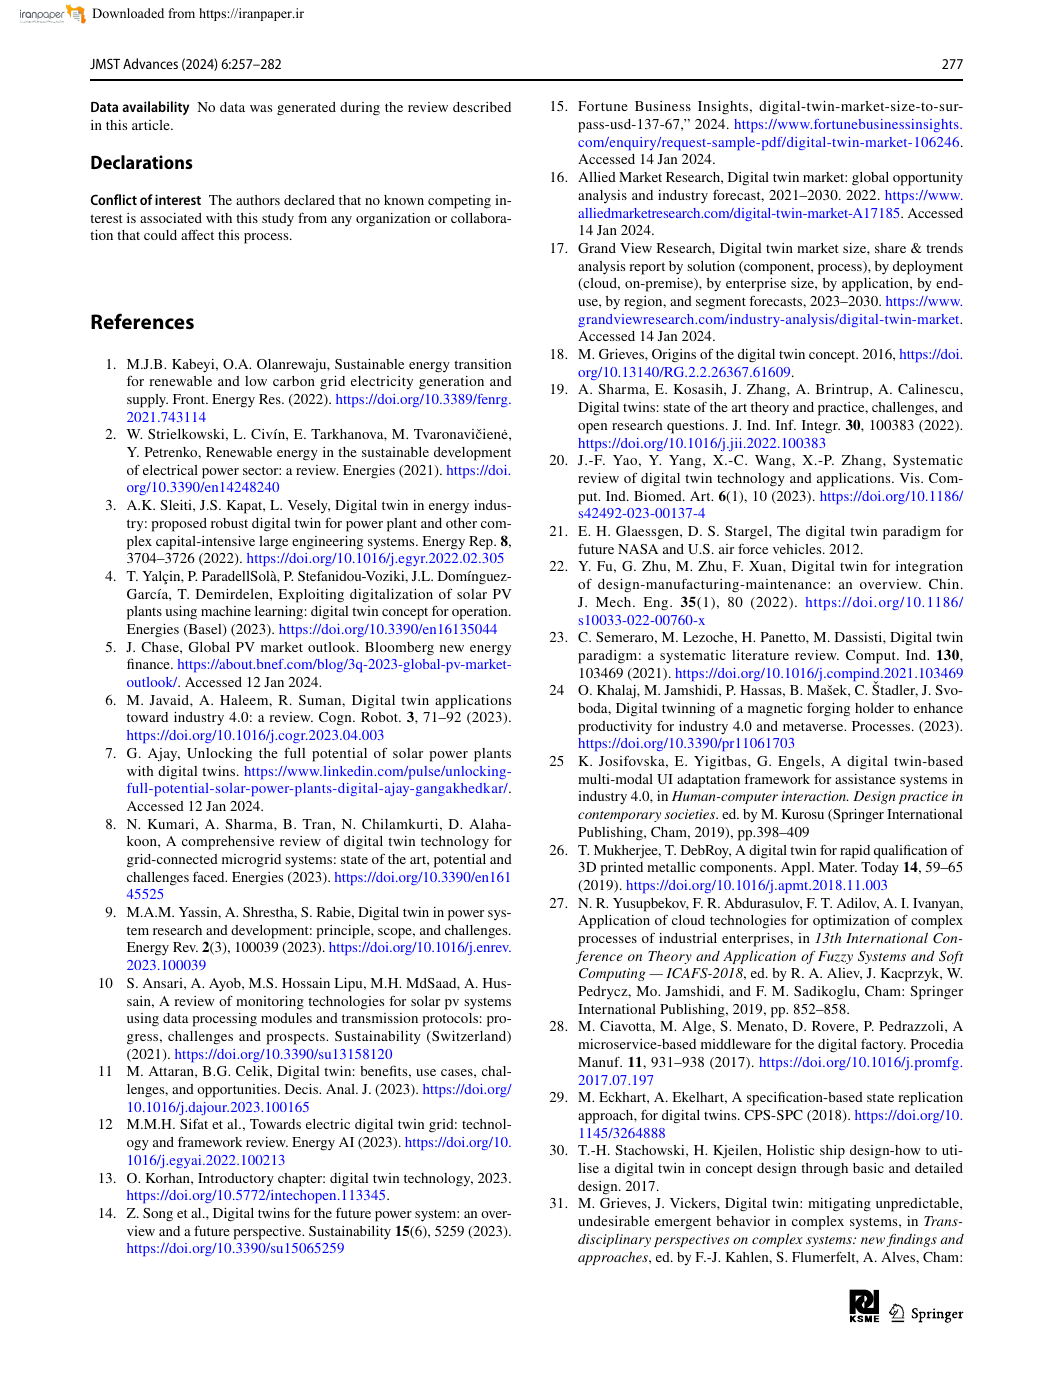 iranpaper
Downloaded from https://iranpaper.ir
JMST Advances (2024) 6:257–282
277
Data availability No data was generated during the review described
in this article.
Declarations
Conflict of interest The authors declared that no known competing in-
terest is associated with this study from any organization or collabora-
tion that could affect this process.
References
1. M.J.B. Kabeyi, O.A. Olanrewaju, Sustainable energy transition
for renewable and low carbon grid electricity generation and
supply. Front. Energy Res. (2022). https://doi.org/10.3389/fenrg.
2021.743114
2. W. Strielkowski, L. Civín, E. Tarkhanova, M. Tvaronavičienė,
Y. Petrenko, Renewable energy in the sustainable development
of electrical power sector: a review. Energies (2021). https://doi.
org/10.3390/en14248240
3. A.K. Sleiti, J.S. Kapat, L. Vesely, Digital twin in energy indus-
try: proposed robust digital twin for power plant and other com-
plex capital-intensive large engineering systems. Energy Rep. 8,
3704–3726 (2022). https://doi.org/10.1016/j.egyr.2022.02.305
4. T. Yalçin, P. ParadellSolà, P. Stefanidou-Voziki, J.L. Domínguez-
García, T. Demirdelen, Exploiting digitalization of solar PV
plants using machine learning: digital twin concept for operation.
Energies (Basel) (2023). https://doi.org/10.3390/en16135044
5. J. Chase, Global PV market outlook. Bloomberg new energy
finance. https://about.bnef.com/blog/3q-2023-global-pv-market-
outlook/. Accessed 12 Jan 2024.
6. M. Javaid, A. Haleem, R. Suman, Digital twin applications
toward industry 4.0: a review. Cogn. Robot. 3, 71–92 (2023).
https://doi.org/10.1016/j.cogr.2023.04.003
7. G. Ajay, Unlocking the full potential of solar power plants
with digital twins. https://www.linkedin.com/pulse/unlocking-
full-potential-solar-power-plants-digital-ajay-gangakhedkar/.
Accessed 12 Jan 2024.
8. N. Kumari, A. Sharma, B. Tran, N. Chilamkurti, D. Alaha-
koon, A comprehensive review of digital twin technology for
grid-connected microgrid systems: state of the art, potential and
challenges faced. Energies (2023). https://doi.org/10.3390/en161
45525
9. M.A.M. Yassin, A. Shrestha, S. Rabie, Digital twin in power sys-
tem research and development: principle, scope, and challenges.
Energy Rev. 2(3), 100039 (2023). https://doi.org/10.1016/j.enrev.
2023.100039
10 S. Ansari, A. Ayob, M.S. Hossain Lipu, M.H. MdSaad, A. Hus-
sain, A review of monitoring technologies for solar pv systems
using data processing modules and transmission protocols: pro-
gress, challenges and prospects. Sustainability (Switzerland)
(2021). https://doi.org/10.3390/su13158120
11 M. Attaran, B.G. Celik, Digital twin: benefits, use cases, chal-
lenges, and opportunities. Decis. Anal. J. (2023). https://doi.org/
10.1016/j.dajour.2023.100165
12 M.M.H. Sifat et al., Towards electric digital twin grid: technol-
ogy and framework review. Energy AI (2023). https://doi.org/10.
1016/j.egyai.2022.100213
13. O. Korhan, Introductory chapter: digital twin technology, 2023.
https://doi.org/10.5772/intechopen.113345.
14. Z. Song et al., Digital twins for the future power system: an over-
view and a future perspective. Sustainability 15(6), 5259 (2023).
https://doi.org/10.3390/su15065259
15. Fortune Business Insights, digital-twin-market-size-to-sur-
pass-usd-137-67,” 2024. https://www.fortunebusinessinsights.
com/enquiry/request-sample-pdf/digital-twin-market-106246.
Accessed 14 Jan 2024.
16. Allied Market Research, Digital twin market: global opportunity
analysis and industry forecast, 2021–2030. 2022. https://www.
alliedmarketresearch.com/digital-twin-market-A17185. Accessed
14 Jan 2024.
17. Grand View Research, Digital twin market size, share & trends
analysis report by solution (component, process), by deployment
(cloud, on-premise), by enterprise size, by application, by end-
use, by region, and segment forecasts, 2023–2030. https://www.
grandviewresearch.com/industry-analysis/digital-twin-market.
Accessed 14 Jan 2024.
18. M. Grieves, Origins of the digital twin concept. 2016, https://doi.
org/10.13140/RG.2.2.26367.61609.
19. A. Sharma, E. Kosasih, J. Zhang, A. Brintrup, A. Calinescu,
Digital twins: state of the art theory and practice, challenges, and
open research questions. J. Ind. Inf. Integr. 30, 100383 (2022).
https://doi.org/10.1016/j.jii.2022.100383
20. J.-F. Yao, Y. Yang, X.-C. Wang, X.-P. Zhang, Systematic
review of digital twin technology and applications. Vis. Com-
put. Ind. Biomed. Art. 6(1), 10 (2023). https://doi.org/10.1186/
s42492-023-00137-4
21. E. H. Glaessgen, D. S. Stargel, The digital twin paradigm for
future NASA and U.S. air force vehicles. 2012.
22. Y. Fu, G. Zhu, M. Zhu, F. Xuan, Digital twin for integration
of design-manufacturing-maintenance: an overview. Chin.
J. Mech. Eng. 35(1), 80 (2022). https://doi.org/10.1186/
s10033-022-00760-x
23. C. Semeraro, M. Lezoche, H. Panetto, M. Dassisti, Digital twin
paradigm: a systematic literature review. Comput. Ind. 130,
103469 (2021) https://doi.org/10.1016/j.compind.2021.103469
24 O. Khalaj, M. Jamshidi, P. Hassas, B. Mašek, C. Štadler, J. Svo-
boda, Digital twinning of a magnetic forging holder to enhance
productivity for industry 4.0 and metaverse. Processes. (2023).
https://doi.org/10.3390/pr11061703
25 K. Josifovska, E. Yigitbas, G. Engels, A digital twin-based
multi-modal UI adaptation framework for assistance systems in
industry 4.0, in Human-computer interaction. Design practice in
contemporary societies. ed. by M. Kurosu (Springer International
Publishing, Cham, 2019), pp.398–409
26. T. Mukherjee, T. DebRoy, A digital twin for rapid qualification of
3D printed metallic components. Appl. Mater. Today 14, 59–65
(2019). https://doi.org/10.1016/j.apmt.2018.11.003
27. N. R. Yusupbekov, F. R. Abdurasulov, F. T. Adilov, A. I. Ivanyan,
Application of cloud technologies for optimization of complex
processes of industrial enterprises, in 13th International Con-
ference on Theory and Application of Fuzzy Systems and Soft
Computing — ICAFS-2018, ed. by R. A. Aliev, J. Kacprzyk, W.
Pedrycz, Mo. Jamshidi, and F. M. Sadikoglu, Cham: Springer
International Publishing, 2019, pp. 852–858.
28. M. Ciavotta, M. Alge, S. Menato, D. Rovere, P. Pedrazzoli, A
microservice-based middleware for the digital factory. Procedia
Manuf. 11, 931–938 (2017). https://doi.org/10.1016/j.promfg.
2017.07.197
29. M. Eckhart, A. Ekelhart, A specification-based state replication
approach, for digital twins. CPS-SPC (2018). https://doi.org/10.
1145/3264888
30. T.-H. Stachowski, H. Kjeilen, Holistic ship design-how to uti-
lise a digital twin in concept design through basic and detailed
design. 2017.
31. M. Grieves, J. Vickers, Digital twin: mitigating unpredictable,
undesirable emergent behavior in complex systems, in Trans-
disciplinary perspectives on complex systems: new findings and
approaches, ed. by F.-J. Kahlen, S. Flumerfelt, A. Alves, Cham:
KSME
Springer